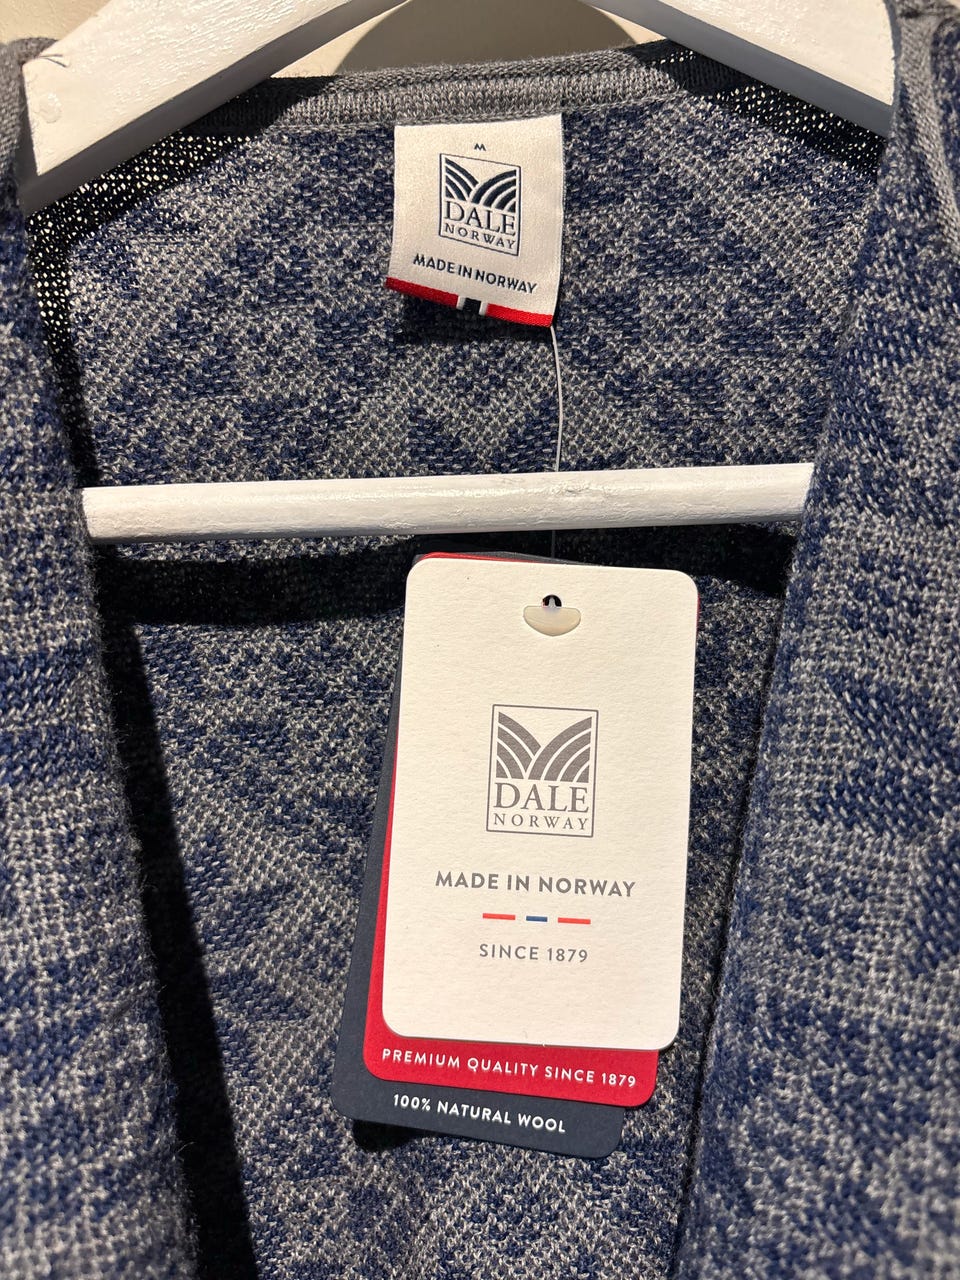 M
DALE
NORWAY
MADE IN NORWAY
DALE
NORWAY
MADE IN NORWAY
SINCE 1879
PREMIUM QUALITY SINCE 1879
100% NATURAL WOOL